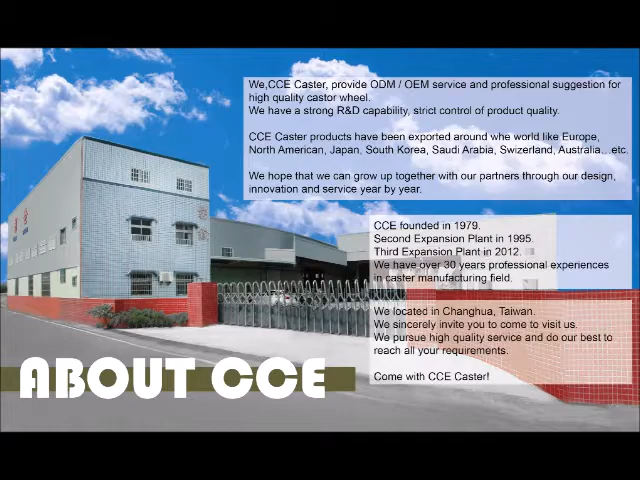 We,CCE Caster, provide ODM / OEM service and professional suggestion for
high quality castor wheel.
We have a strong R&D capability, strict control of product quality.
CCE Caster products have been exported around whe world like Europe,
North American, Japan, South Korea, Saudi Arabia, Swizerland, Australia...etc.
We hope that we can grow up together with our partners through our design,
innovation and service year by year.
CCE founded in 1979.
Second Expansion Plant in 1995.
Third Expansion Plant in 2012.
We have over 30 years professional experiences
in caster manufacturing field.
We located in Changhua, Taiwan.
We sincerely invite you to come to visit us.
We pursue high quality service and do our best to
reach all your requirements.
Come with CCE Caster!
ABOUT CCE